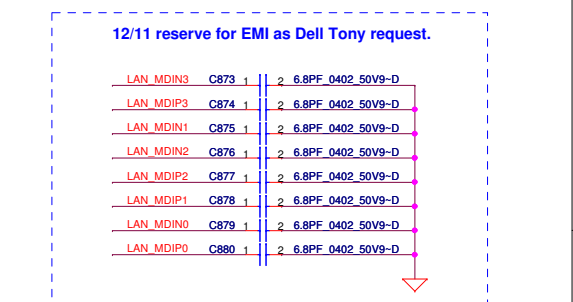 12/11 reserve for EMI as Dell Tony request.
LAN_MDIN3 C873 1 2 6.8PF_0402_50V9~D
LAN_MDIP3 C874 1 2 6.8PF_0402_50V9~D
LAN_MDIN1 C875 1 2 6.8PF_0402_50V9~D
LAN_MDIN2 C876 1 2 6.8PF_0402_50V9~D
LAN_MDIP2 C877 1 2 6.8PF_0402_50V9~D
LAN_MDIP1 C878 1 2 6.8PF_0402_50V9~D
LAN_MDIN0 C879 1 2 6.8PF_0402_50V9~D
LAN_MDIP0 C880 1 2 6.8PF_0402_50V9~D